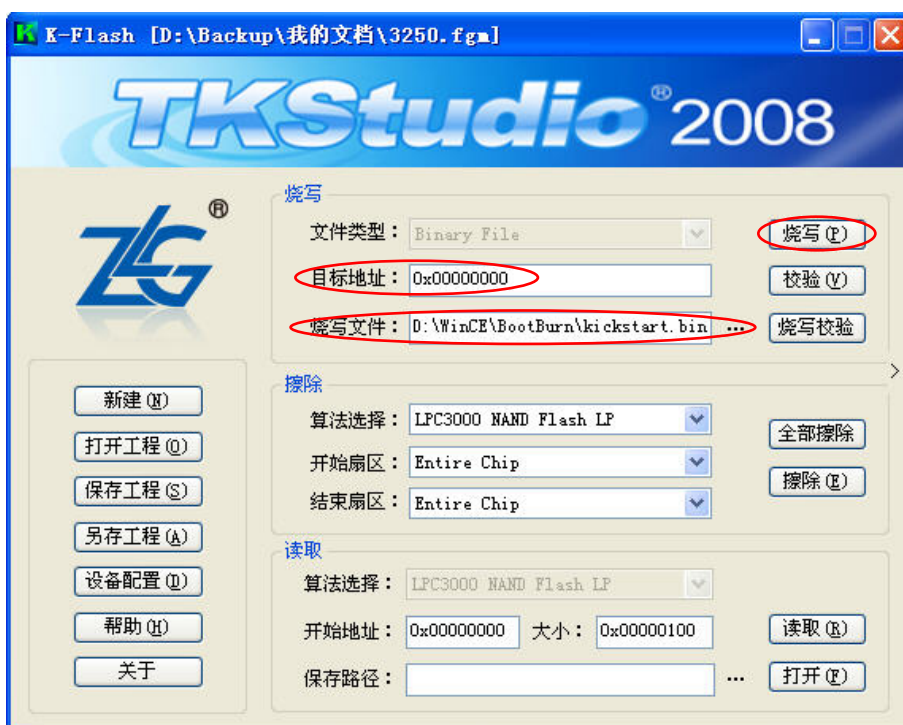 K-Flash [D:\Backup\我的文档\3250.fgm]
TKStudio® 2008
ZLG®
新建(N)
打开工程(O)
保存工程(S)
另存工程(A)
设备配置(D)
帮助(H)
关于
烧写
文件类型： Binary File 烧写(P)
目标地址： 0x00000000 校验(V)
烧写文件： D:\WinCE\BootBurn\kickstart.bin ... 烧写校验
擦除
算法选择： LPC3000 NAND Flash LP 全部擦除
开始扇区： Entire Chip
结束扇区： Entire Chip 擦除(E)
读取
算法选择： LPC3000 NAND Flash LP
开始地址： 0x00000000 大小： 0x00000100 读取(R)
保存路径： ... 打开(F)